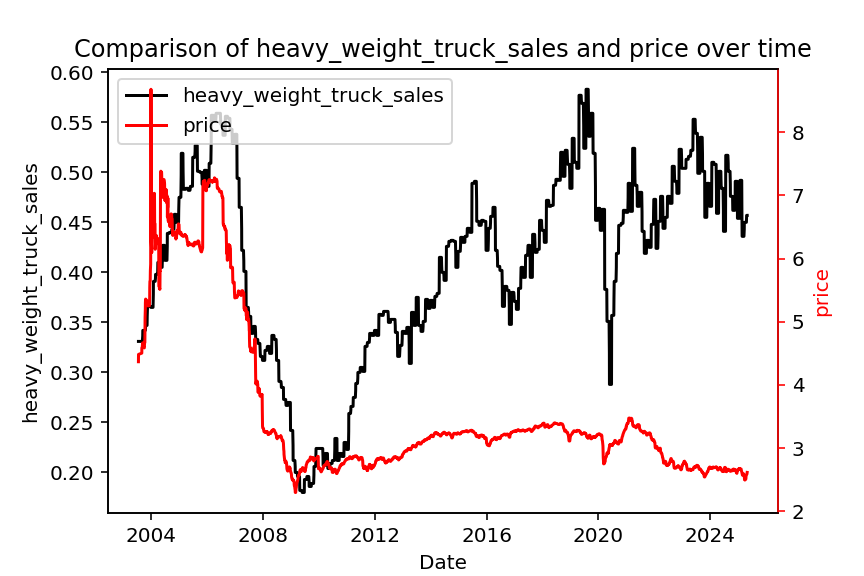 Comparison of heavy_weight_truck_sales and price over time
heavy_weight_truck_sales
price
0.60
0.55
0.50
0.45
0.40
0.35
0.30
0.25
0.20
heavy_weight_truck_sales
8
7
6
5
4
3
2
price
2004 2008 2012 2016 2020 2024
Date